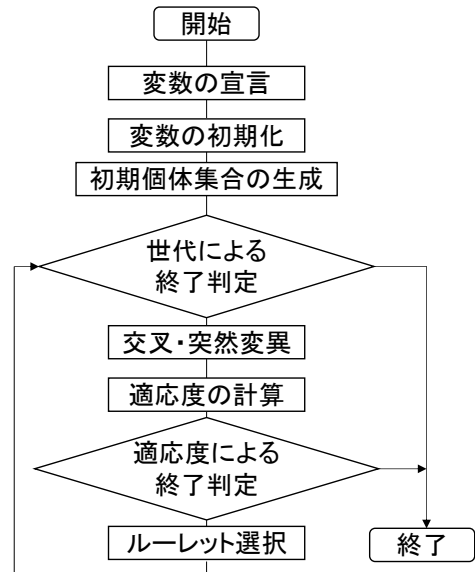 開始
変数の宣言
変数の初期化
初期個体集合の生成
世代による
終了判定
交叉・突然変異
適応度の計算
適応度による
終了判定
ルーレット選択
終了